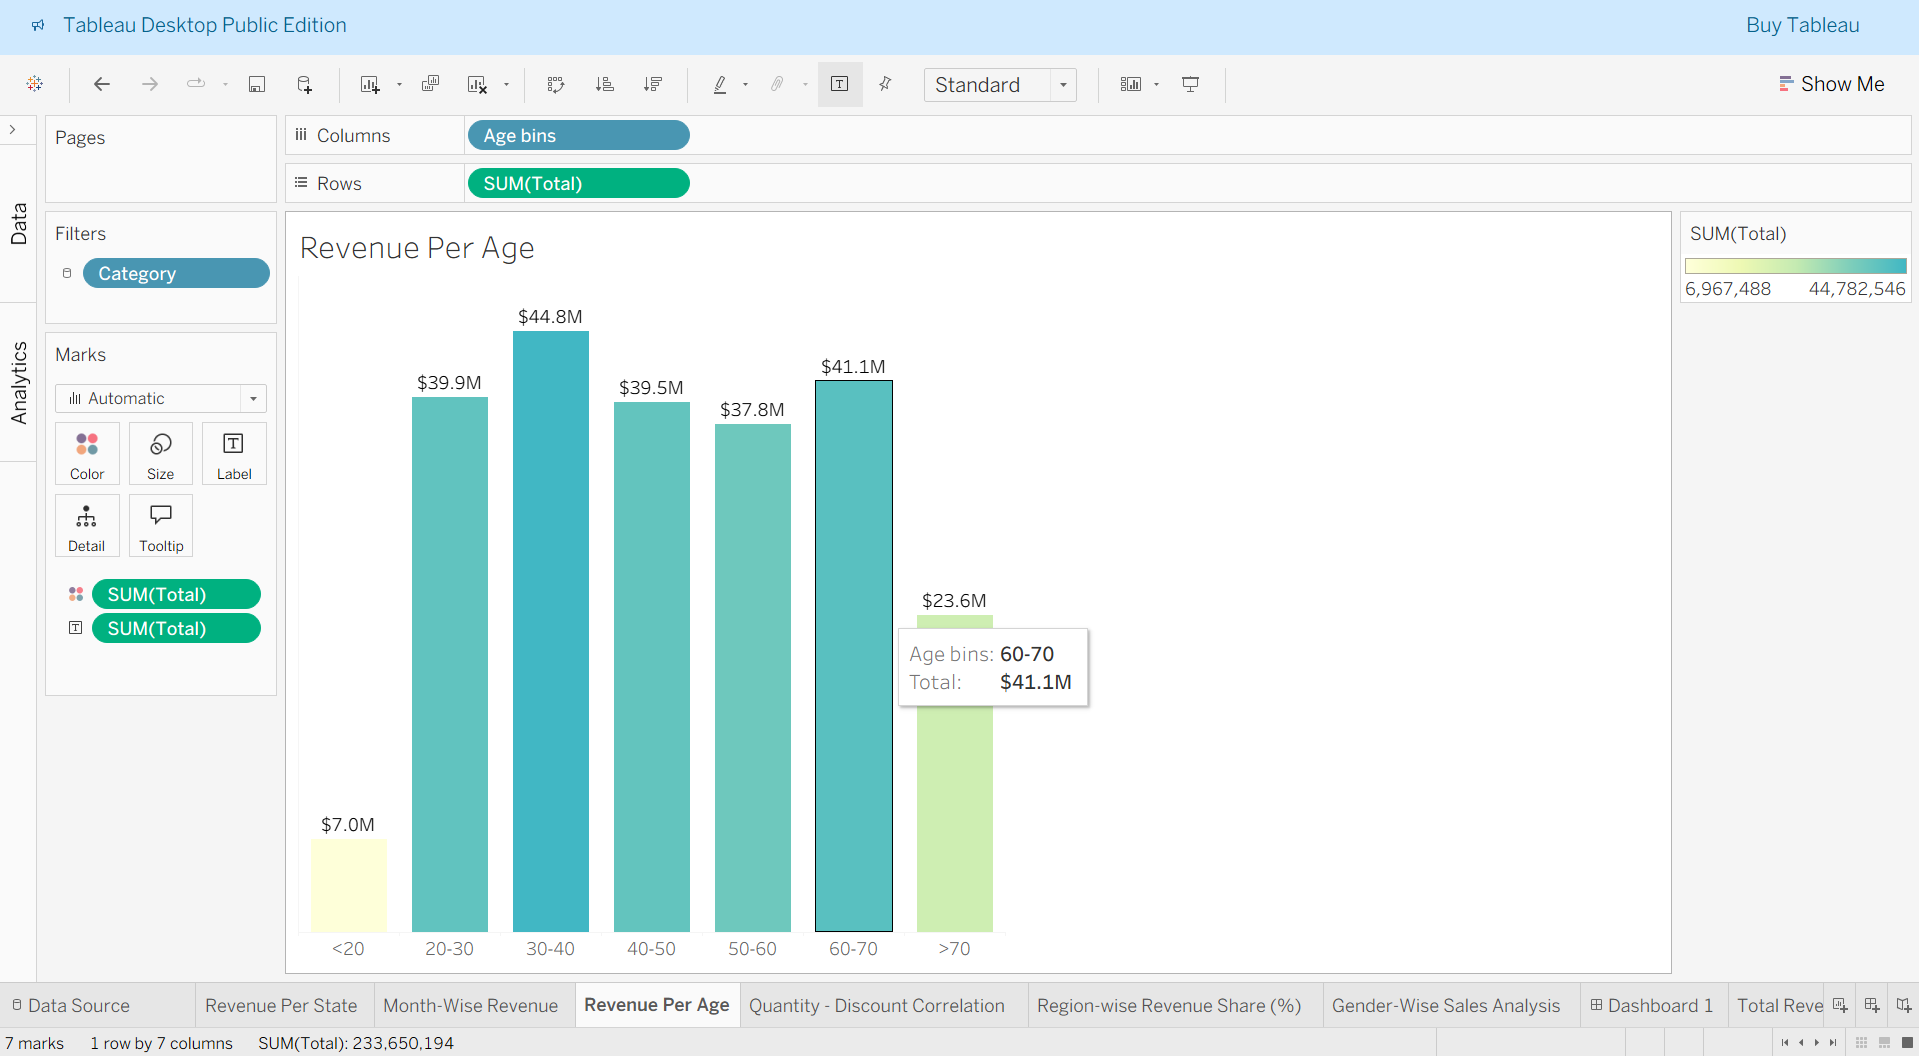 Tableau Desktop Public Edition
Buy Tableau
Standard
Show Me
Data
Analytics
Pages
Columns
Age bins
Rows
SUM(Total)
Filters
Category
Marks
Automatic
Color
Size
Label
Detail
Tooltip
SUM(Total)
SUM(Total)
Revenue Per Age
$44.8M
$41.1M
$39.9M
$39.5M
$37.8M
$23.6M
Age bins: 60-70
Total: $41.1M
$7.0M
<20
20-30
30-40
40-50
50-60
60-70
>70
SUM(Total)
6,967,488
44,782,546
Data Source
Revenue Per State
Month-Wise Revenue
Revenue Per Age
Quantity - Discount Correlation
Region-wise Revenue Share (%)
Gender-Wise Sales Analysis
Dashboard 1
Total Reve
7 marks
1 row by 7 columns
SUM(Total): 233,650,194